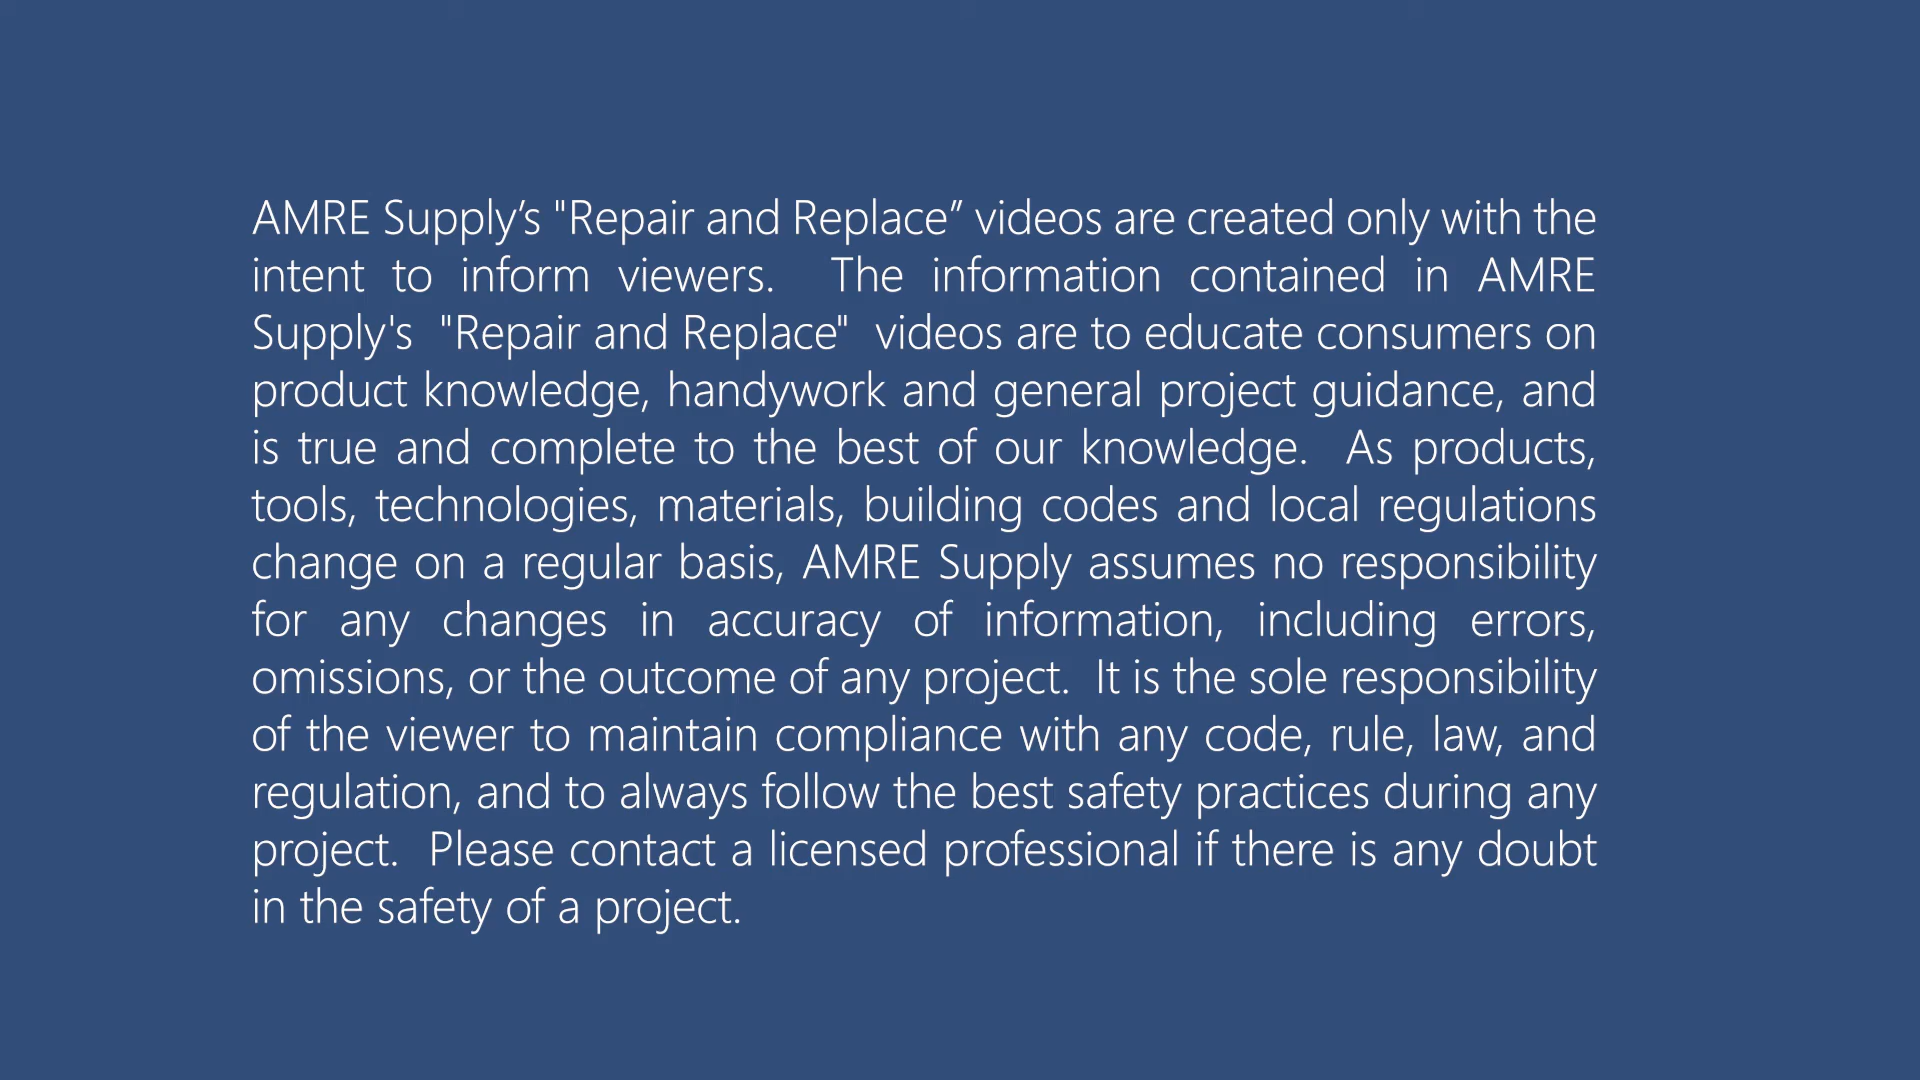 AMRE Supply’s "Repair and Replace” videos are created only with the
intent to inform viewers.  The information contained in AMRE
Supply's  "Repair and Replace"  videos are to educate consumers on
product knowledge, handywork and general project guidance, and
is true and complete to the best of our knowledge.  As products,
tools, technologies, materials, building codes and local regulations
change on a regular basis, AMRE Supply assumes no responsibility
for any changes in accuracy of information, including errors,
omissions, or the outcome of any project.  It is the sole responsibility
of the viewer to maintain compliance with any code, rule, law, and
regulation, and to always follow the best safety practices during any
project.  Please contact a licensed professional if there is any doubt
in the safety of a project.